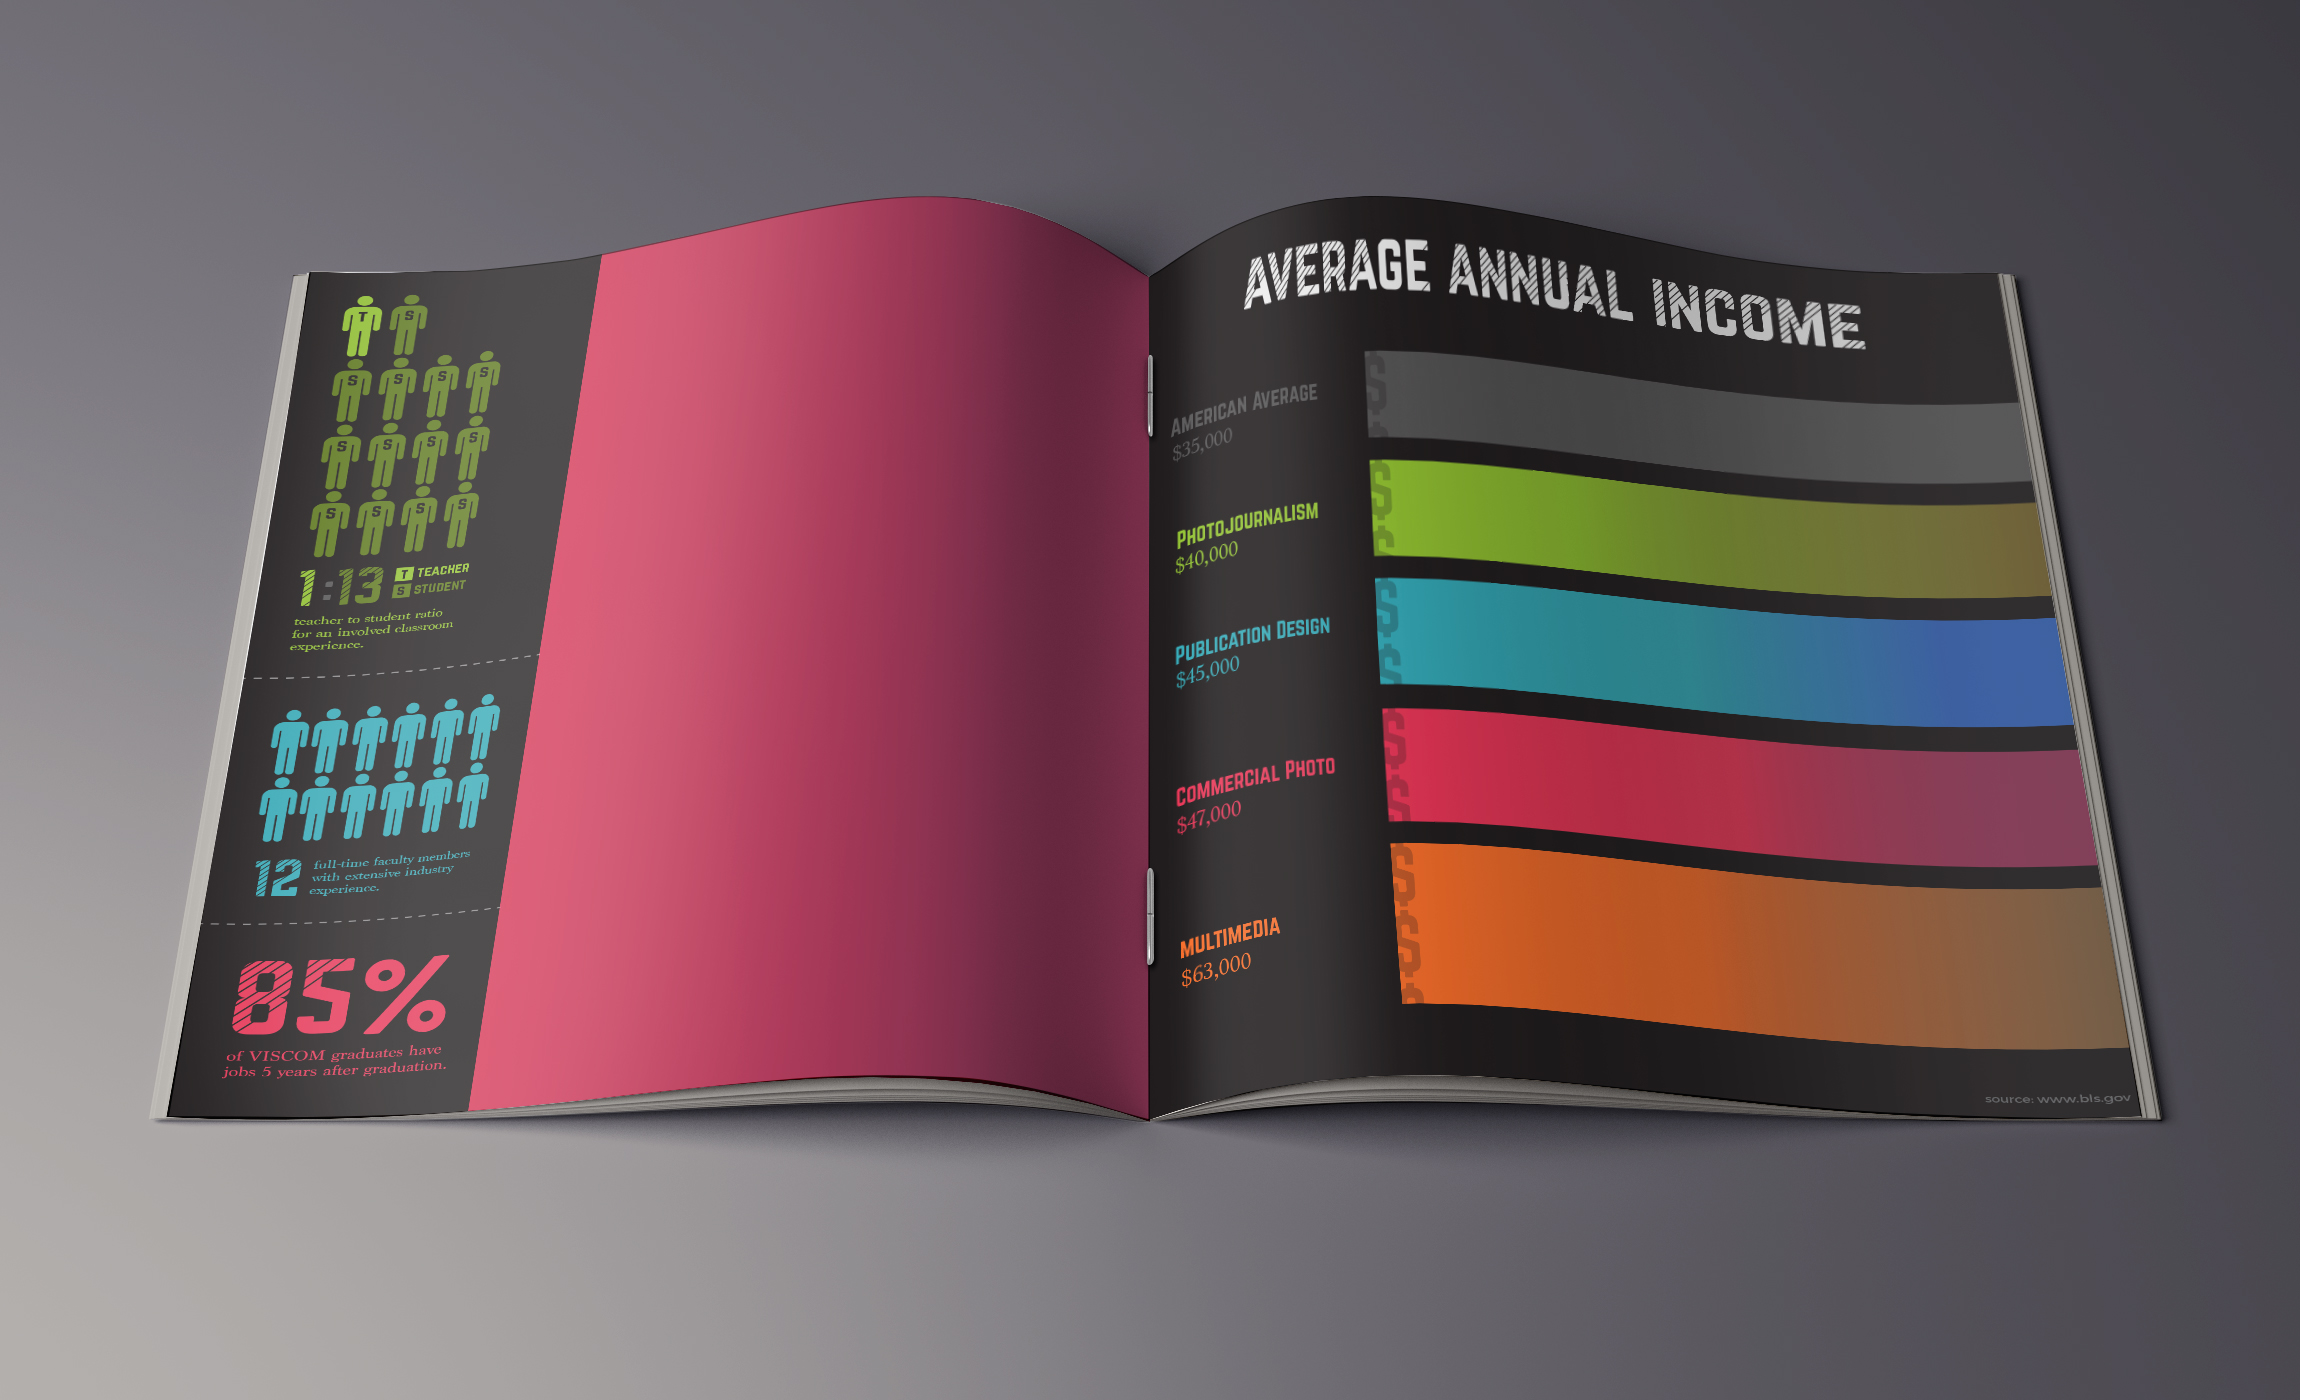 T S
S S S S
S S S S
S S S S
1:13
T TEACHER
S STUDENT
teacher to student ratio
for an involved classroom
experience.
12
full-time faculty members
with extensive industry
experience.
85%
of VISCOM graduates have
jobs 5 years after graduation.
AVERAGE ANNUAL INCOME
AMERICAN AVERAGE
$35,000
PHOTOJOURNALISM
$40,000
PUBLICATION DESIGN
$45,000
COMMERCIAL PHOTO
$47,000
MULTIMEDIA
$63,000
source: www.bls.gov